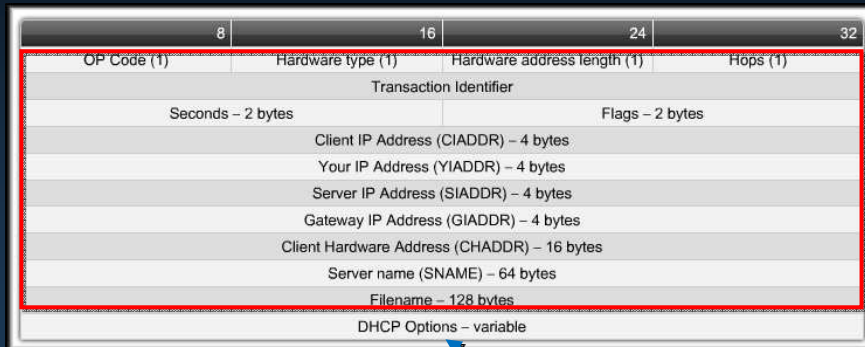 8 16 24 32
OP Code (1) Hardware type (1) Hardware address length (1) Hops (1)
Transaction Identifier
Seconds – 2 bytes Flags – 2 bytes
Client IP Address (CIADDR) – 4 bytes
Your IP Address (YIADDR) – 4 bytes
Server IP Address (SIADDR) – 4 bytes
Gateway IP Address (GIADDR) – 4 bytes
Client Hardware Address (CHADDR) – 16 bytes
Server name (SNAME) – 64 bytes
Filename – 128 bytes
DHCP Options – variable